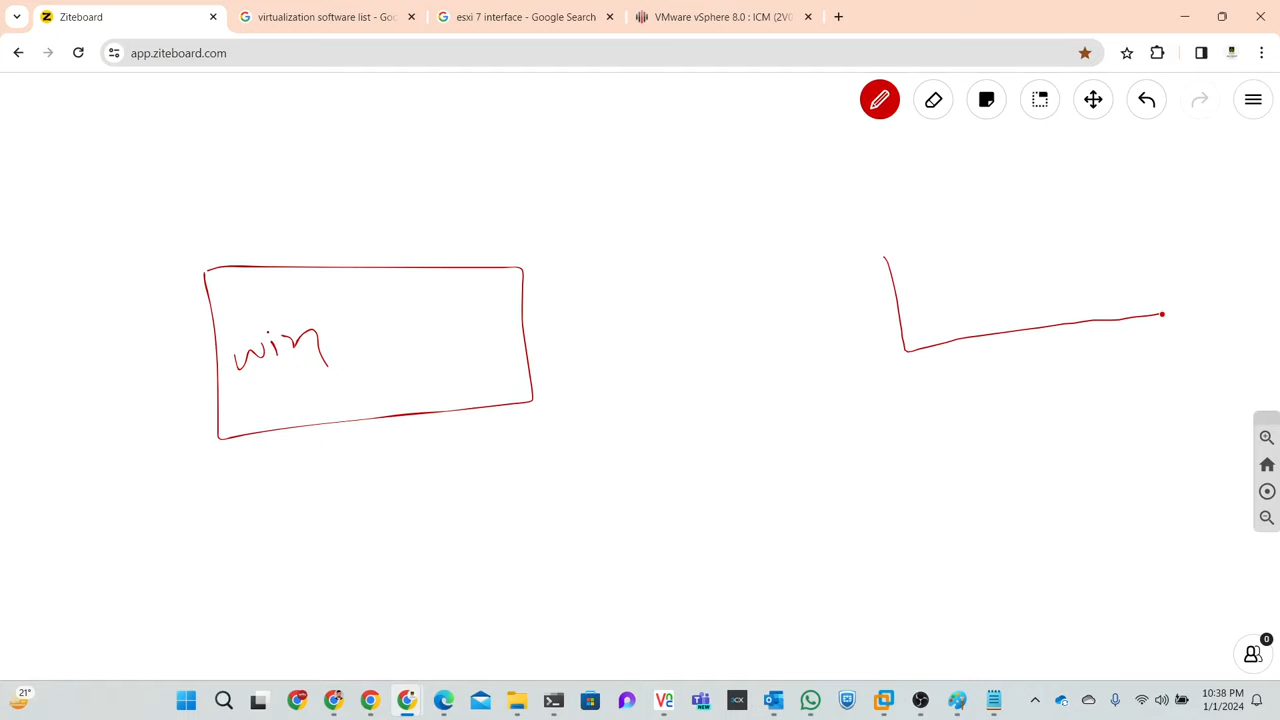 Ziteboard
virtualization software list - Goo
esxi 7 interface - Google Search
VMware vSphere 8.0 : ICM (2V0
app.ziteboard.com
win
0
21°
10:38 PM
1/1/2024